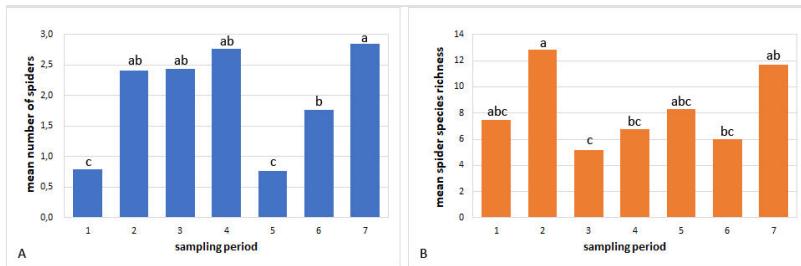 mean number of spiders
3,0
2,5
2,0
1,5
1,0
0,5
0,0
c
ab
ab
ab
c
b
a
1 2 3 4 5 6 7
sampling period
A
mean spider species richness
14
12
10
8
6
4
2
0
abc
a
c
bc
abc
bc
ab
1 2 3 4 5 6 7
sampling period
B